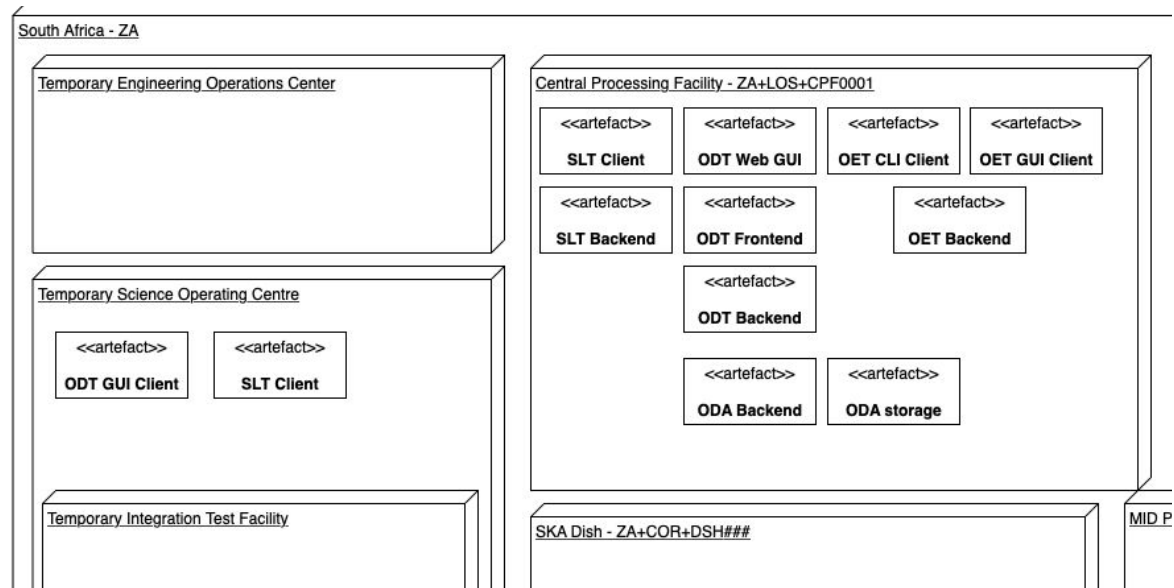 South Africa - ZA
Temporary Engineering Operations Center
Central Processing Facility - ZA+LOS+CPF0001
<<artefact>>
SLT Client
<<artefact>>
ODT Web GUI
<<artefact>>
OET CLI Client
<<artefact>>
OET GUI Client
<<artefact>>
SLT Backend
<<artefact>>
ODT Frontend
<<artefact>>
OET Backend
<<artefact>>
ODT Backend
<<artefact>>
ODA Backend
<<artefact>>
ODA storage
Temporary Science Operating Centre
<<artefact>>
ODT GUI Client
<<artefact>>
SLT Client
Temporary Integration Test Facility
SKA Dish - ZA+COR+DSH###
MID P